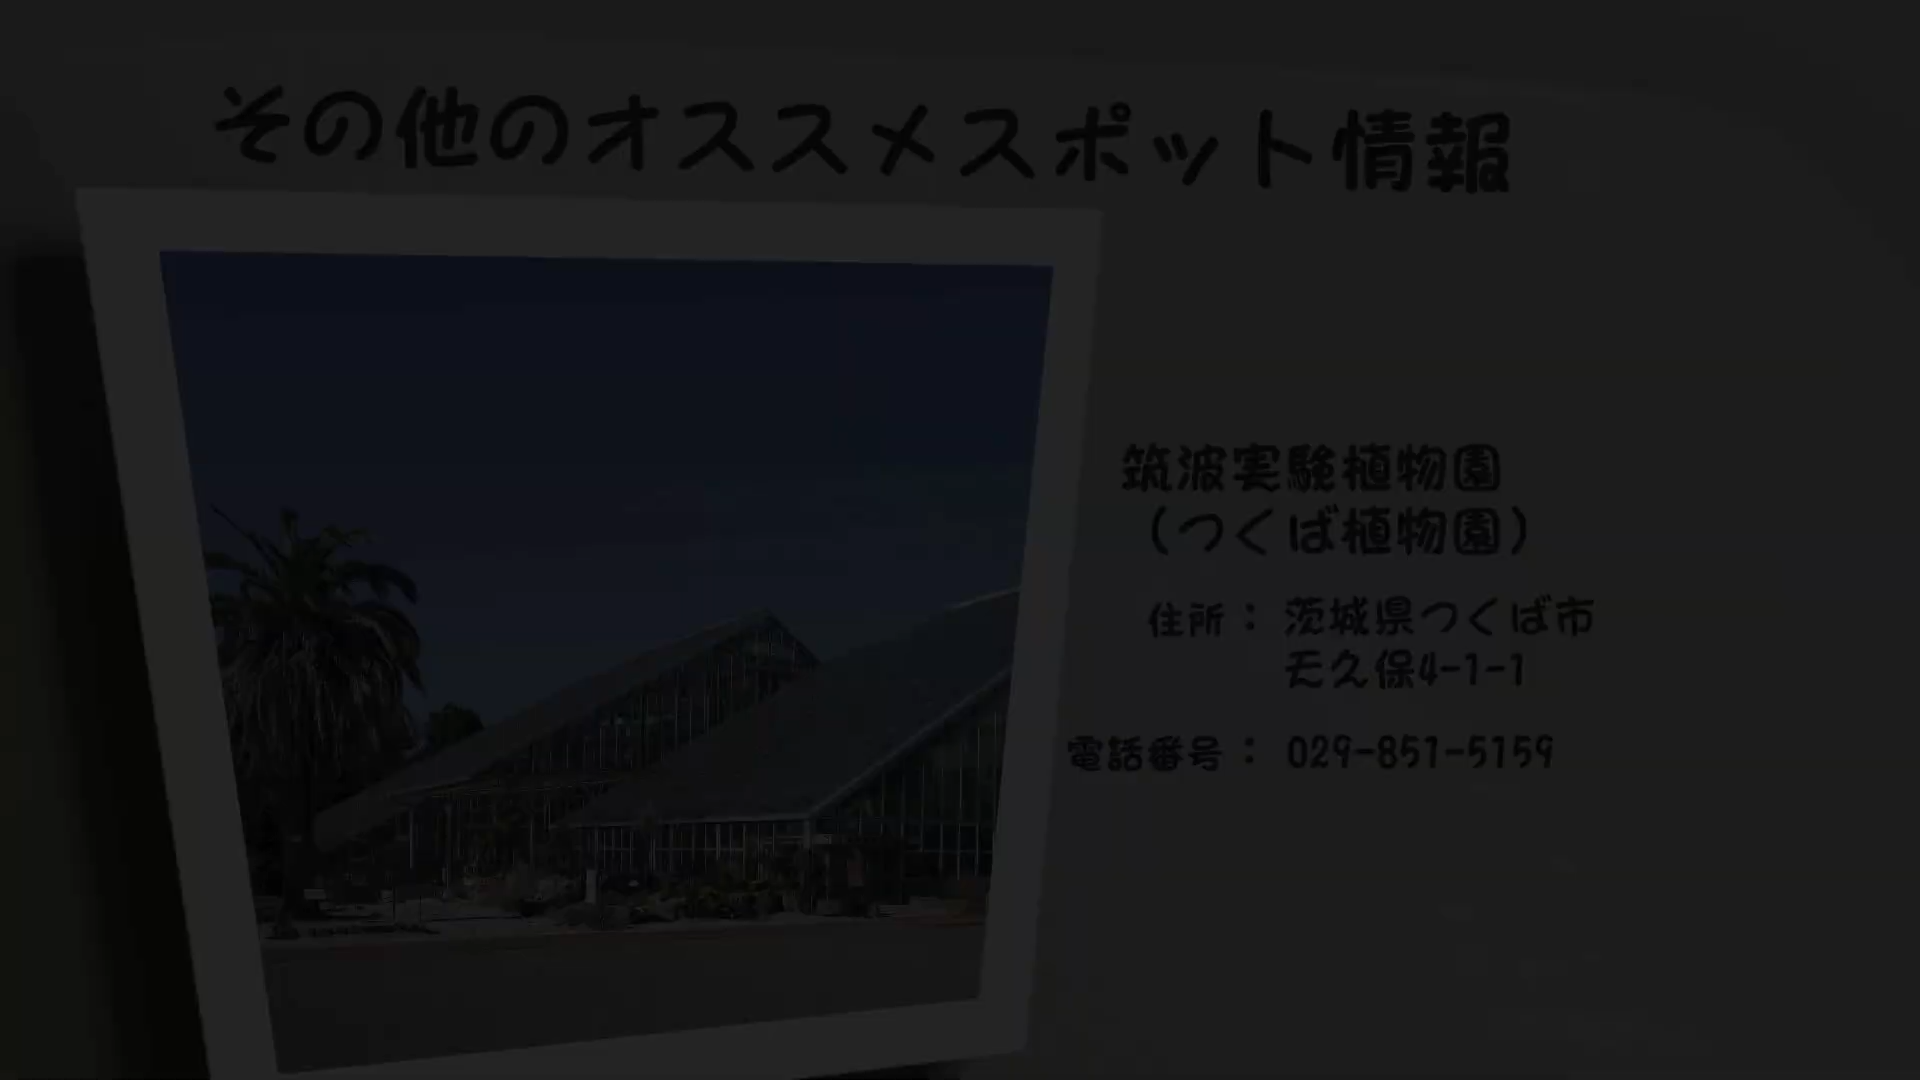 その他のオススメスポット情報
筑波実験植物園
（つくば植物園）
住所： 茨城県つくば市
天久保4-1-1
電話番号： 029-851-5159